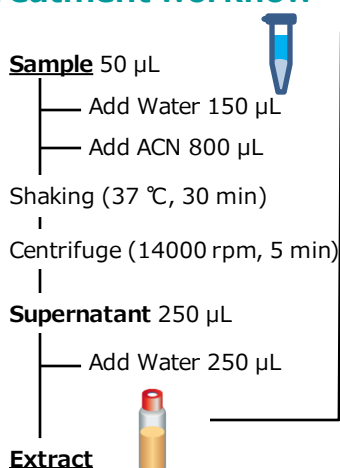 Sample 50 µL
Add Water 150 µL
Add ACN 800 µL
Shaking (37 ℃, 30 min)
Centrifuge (14000 rpm, 5 min)
Supernatant 250 µL
Add Water 250 µL
Extract